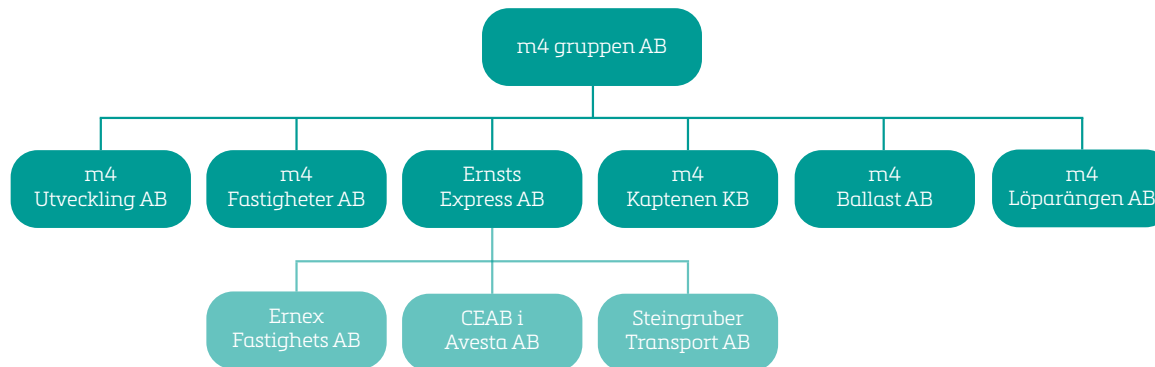 m4 gruppen AB
m4
Utveckling AB
m4
Fastigheter AB
Ernsts
Express AB
m4
Kaptenen KB
m4
Ballast AB
m4
Löparängen AB
Ernex
Fastighets AB
CEAB i
Avesta AB
Steingruber
Transport AB